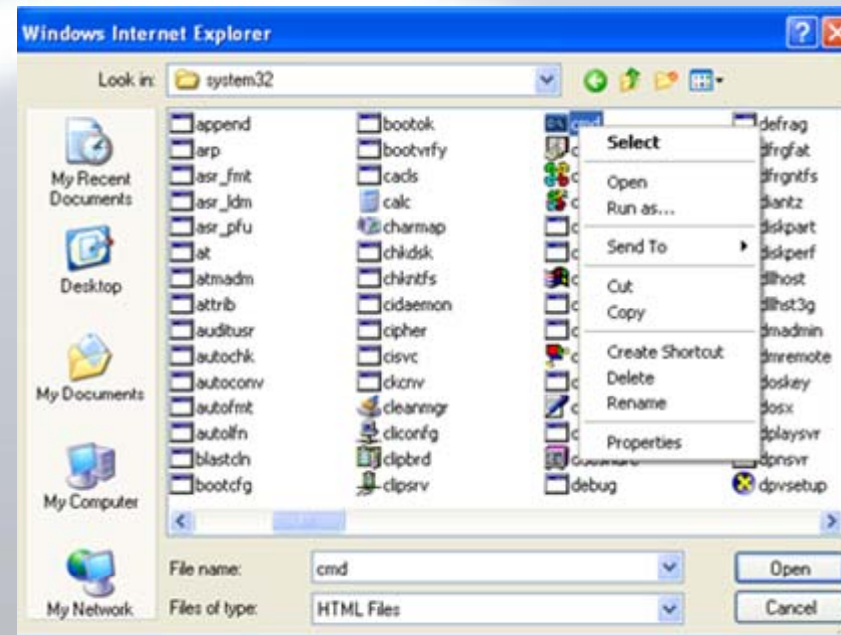 Windows Internet Explorer
Look in: system32
My Recent Documents
Desktop
My Documents
My Computer
My Network
append
arp
asr_fmt
asr_ldm
asr_pfu
at
atmadm
attrib
auditusr
autochk
autoconv
autofmt
autolfn
blastcln
bootcfg
bootok
bootvrfy
cacls
calc
charmap
chkdsk
chkntfs
cidaemon
cipher
cisvc
ckcnv
cleanmgr
cliconfg
clipbrd
clipsrv
cmd
debug
Select
Open
Run as...
Send To
Cut
Copy
Create Shortcut
Delete
Rename
Properties
defrag
dfrgfat
dfrgntfs
diantz
diskpart
diskperf
dllhost
dllhst3g
dmadmin
dmremote
doskey
dosx
dplaysvr
dpnsvr
dpvsetup
File name: cmd
Open
Files of type: HTML Files
Cancel